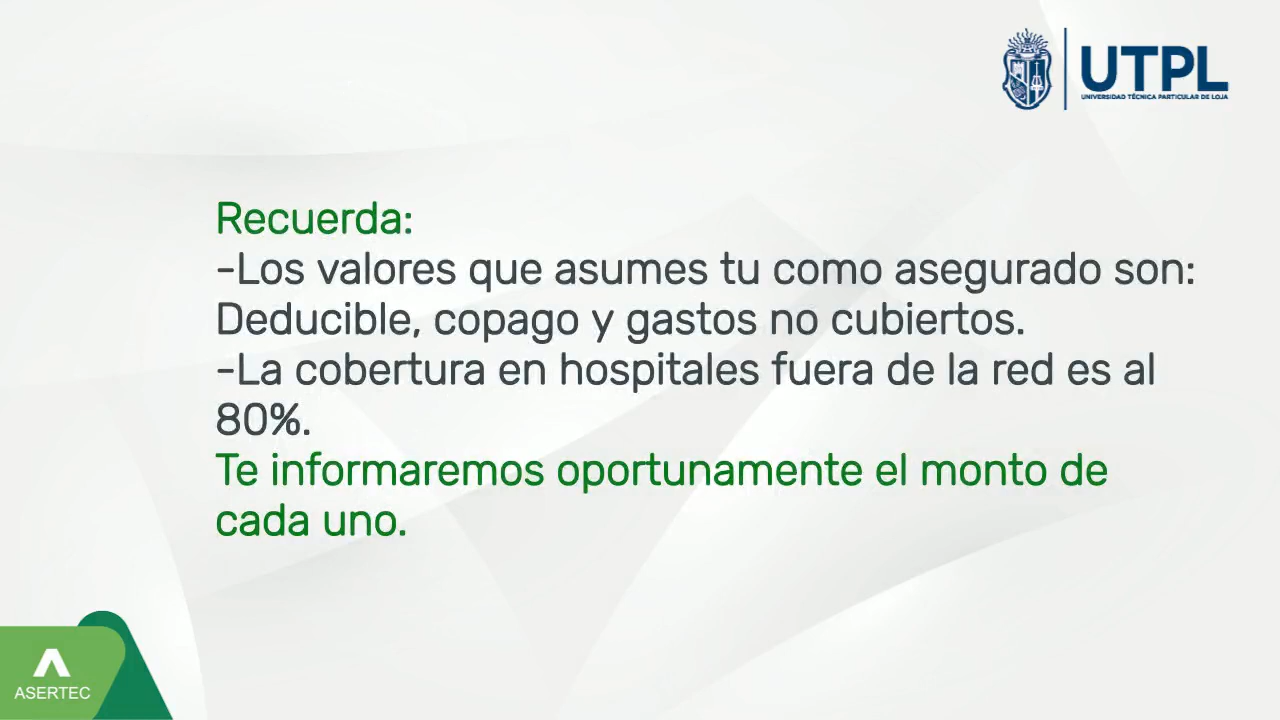 UTPL
UNIVERSIDAD TÉCNICA PARTICULAR DE LOJA
Recuerda:
-Los valores que asumes tu como asegurado son:
Deducible, copago y gastos no cubiertos.
-La cobertura en hospitales fuera de la red es al
80%.
Te informaremos oportunamente el monto de
cada uno.
ASERTEC